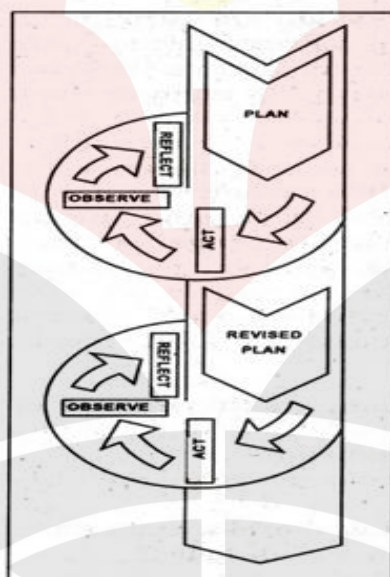 PLAN
REFLECT
OBSERVE
ACT
REVISED
PLAN
REFLECT
OBSERVE
ACT